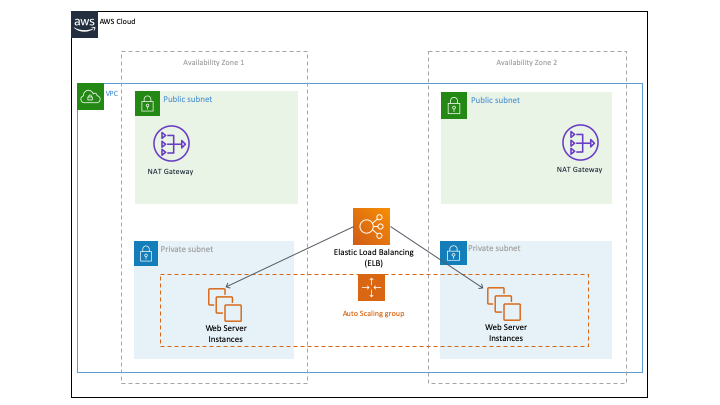 aws
AWS Cloud
Availability Zone 1
Availability Zone 2
VPC
Public subnet
Public subnet
NAT Gateway
NAT Gateway
Private subnet
Elastic Load Balancing
(ELB)
Private subnet
Auto Scaling group
Web Server
Instances
Web Server
Instances